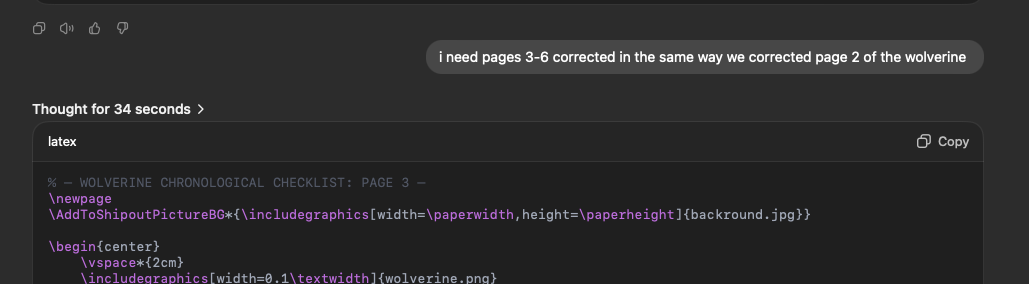 i need pages 3-6 corrected in the same way we corrected page 2 of the wolverine
Thought for 34 seconds >
latex
Copy
% — WOLVERINE CHRONOLOGICAL CHECKLIST: PAGE 3 —
\newpage
\AddToShipoutPictureBG*{\includegraphics[width=\paperwidth,height=\paperheight]{backround.jpg}}
\begin{center}
\vspace*{2cm}
\includegraphics[width=0.1\textwidth]{wolverine.png}